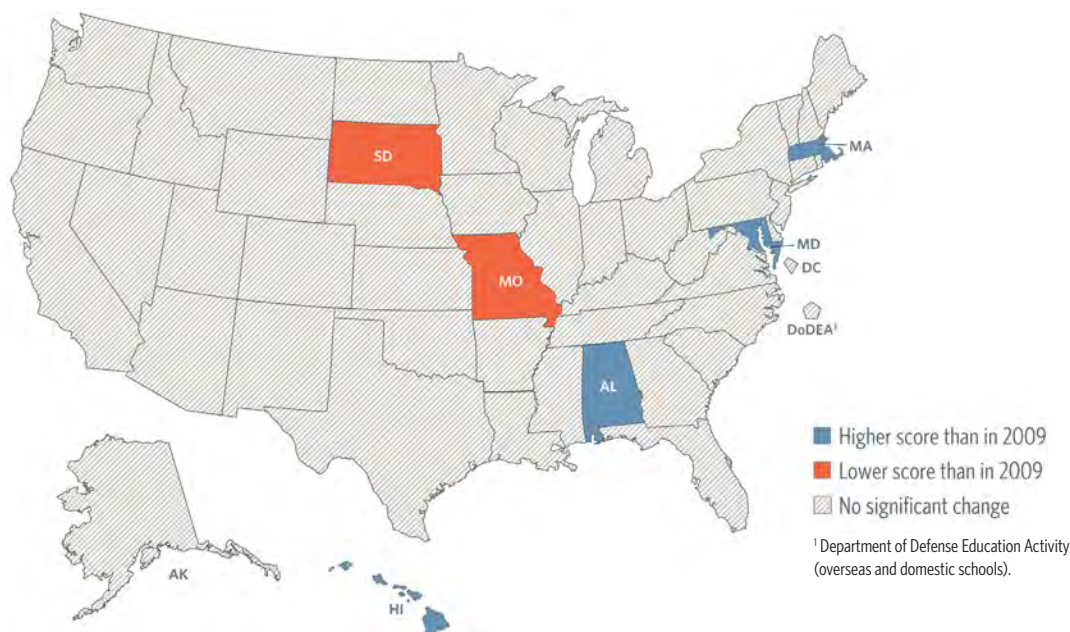 SD
MA
MD
DC
MO
DoDEA¹
AL
Higher score than in 2009
Lower score than in 2009
No significant change
¹ Department of Defense Education Activity
(overseas and domestic schools).
AK
HI